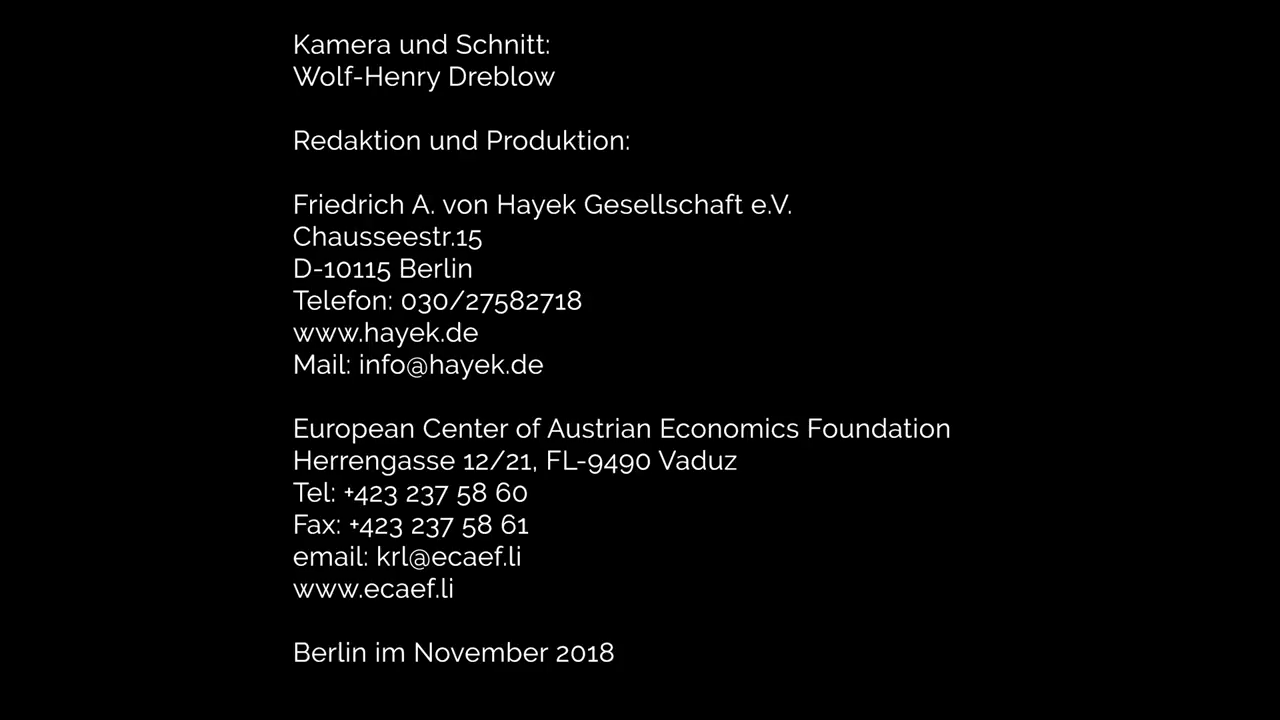 Kamera und Schnitt:
Wolf-Henry Dreblow
Redaktion und Produktion:
Friedrich A. von Hayek Gesellschaft e.V.
Chausseestr.15
D-10115 Berlin
Telefon: 030/27582718
www.hayek.de
Mail: info@hayek.de
European Center of Austrian Economics Foundation
Herrengasse 12/21, FL-9490 Vaduz
Tel: +423 237 58 60
Fax: +423 237 58 61
email: krl@ecaef.li
www.ecaef.li
Berlin im November 2018